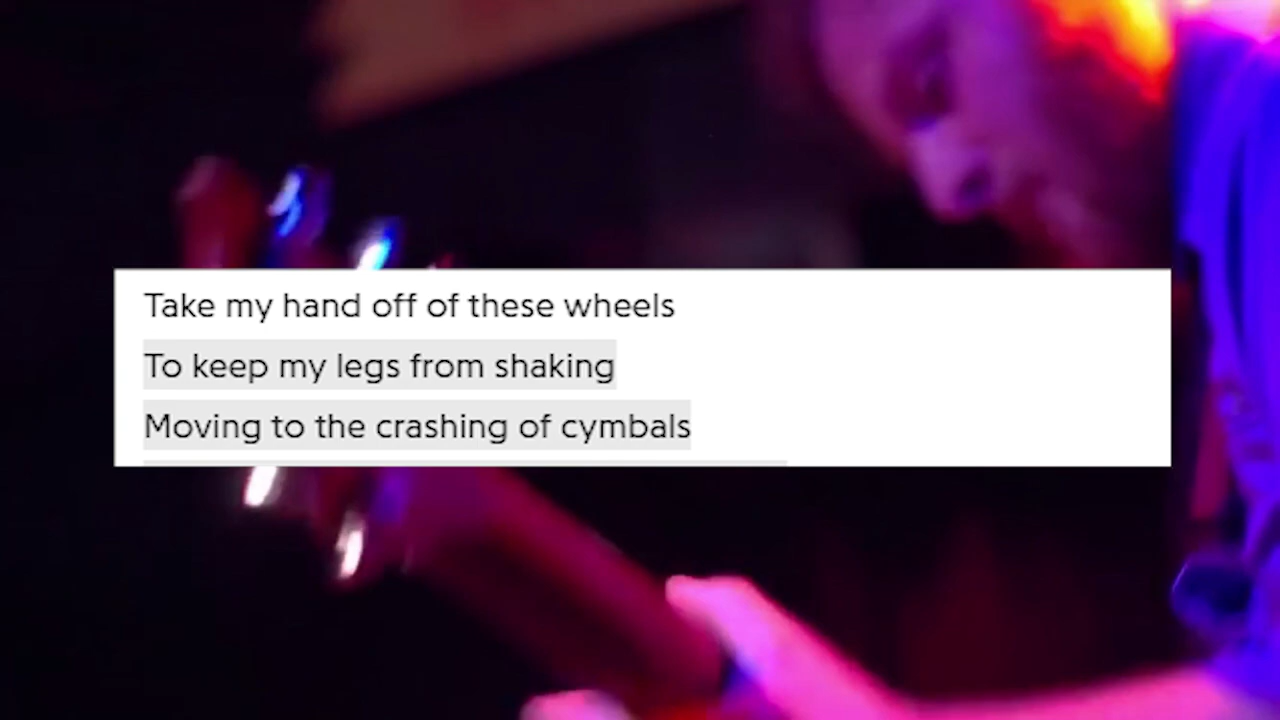 Take my hand off of these wheels
To keep my legs from shaking
Moving to the crashing of cymbals